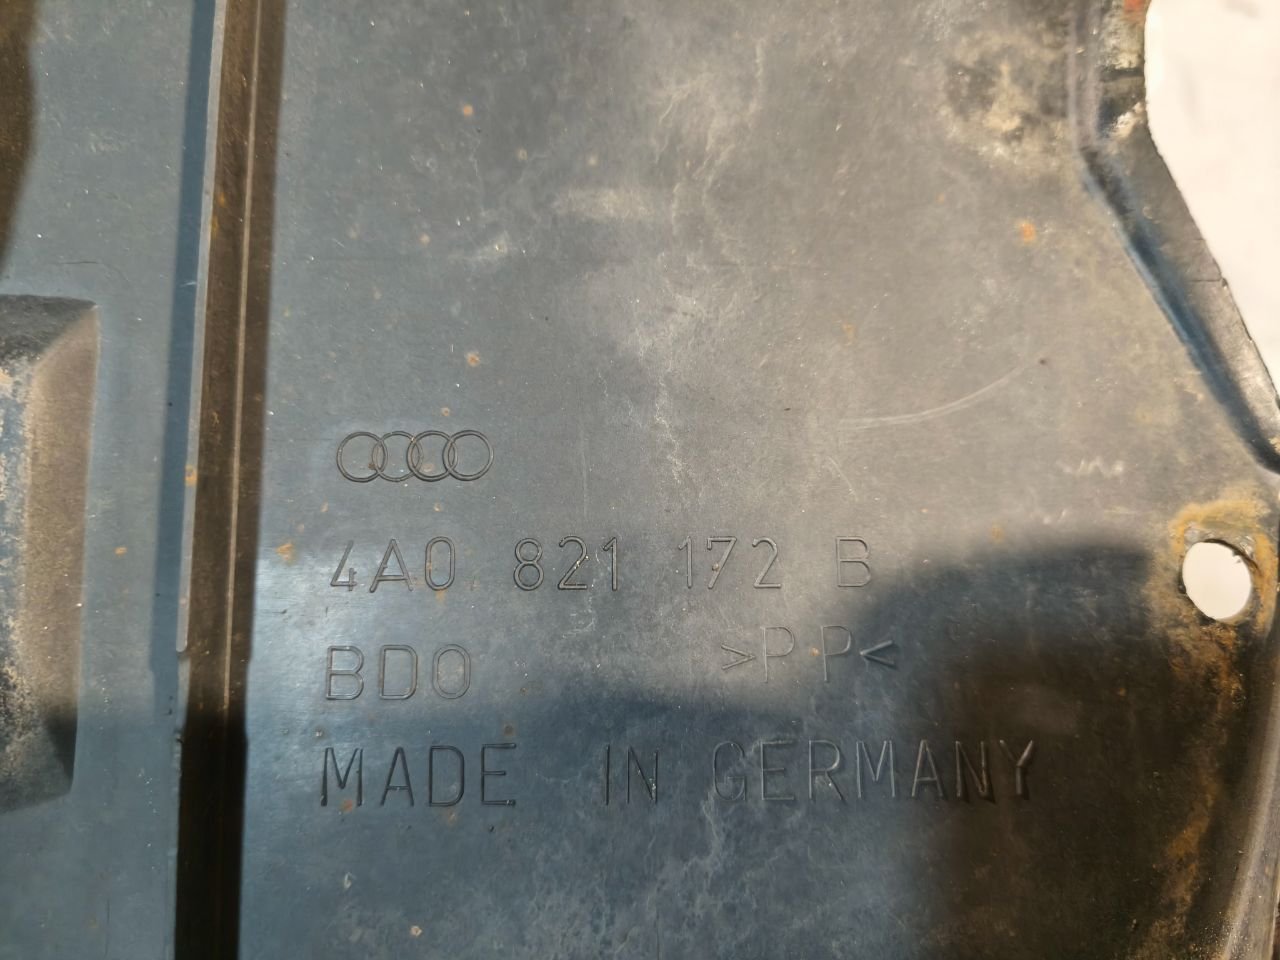 4A0 821 172 B
BDO >PP<
MADE IN GERMANY